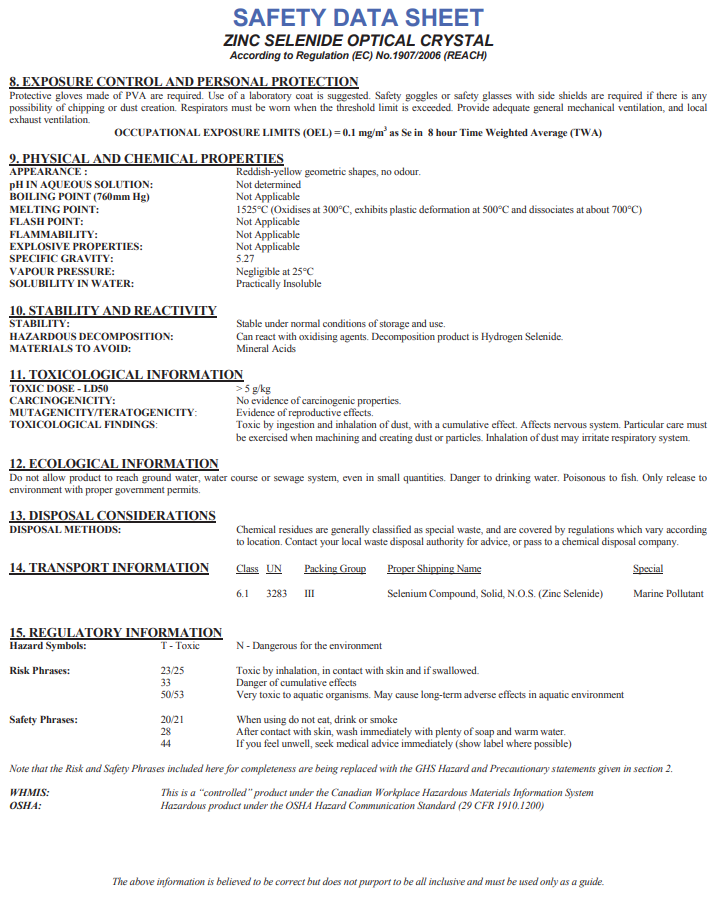 SAFETY DATA SHEET
ZINC SELENIDE OPTICAL CRYSTAL
According to Regulation (EC) No.1907/2006 (REACH)
8. EXPOSURE CONTROL AND PERSONAL PROTECTION
Protective gloves made of PVA are required. Use of a laboratory coat is suggested. Safety goggles or safety glasses with side shields are required if there is any
possibility of chipping or dust creation. Respirators must be worn when the threshold limit is exceeded. Provide adequate general mechanical ventilation, and local
exhaust ventilation.
OCCUPATIONAL EXPOSURE LIMITS (OEL) = 0.1 mg/m³ as Se in 8 hour Time Weighted Average (TWA)
9. PHYSICAL AND CHEMICAL PROPERTIES
APPEARANCE : Reddish-yellow geometric shapes, no odour.
pH IN AQUEOUS SOLUTION: Not determined
BOILING POINT (760mm Hg) Not Applicable
MELTING POINT: 1525°C (Oxidises at 300°C, exhibits plastic deformation at 500°C and dissociates at about 700°C)
FLASH POINT: Not Applicable
FLAMMABILITY: Not Applicable
EXPLOSIVE PROPERTIES: Not Applicable
SPECIFIC GRAVITY: 5.27
VAPOUR PRESSURE: Negligible at 25°C
SOLUBILITY IN WATER: Practically Insoluble
10. STABILITY AND REACTIVITY
STABILITY: Stable under normal conditions of storage and use.
HAZARDOUS DECOMPOSITION: Can react with oxidising agents. Decomposition product is Hydrogen Selenide.
MATERIALS TO AVOID: Mineral Acids
11. TOXICOLOGICAL INFORMATION
TOXIC DOSE - LD50 > 5 g/kg
CARCINOGENICITY: No evidence of carcinogenic properties.
MUTAGENICITY/TERATOGENICITY: Evidence of reproductive effects.
TOXICOLOGICAL FINDINGS: Toxic by ingestion and inhalation of dust, with a cumulative effect. Affects nervous system. Particular care must
be exercised when machining and creating dust or particles. Inhalation of dust may irritate respiratory system.
12. ECOLOGICAL INFORMATION
Do not allow product to reach ground water, water course or sewage system, even in small quantities. Danger to drinking water. Poisonous to fish. Only release to
environment with proper government permits.
13. DISPOSAL CONSIDERATIONS
DISPOSAL METHODS: Chemical residues are generally classified as special waste, and are covered by regulations which vary according
to location. Contact your local waste disposal authority for advice, or pass to a chemical disposal company.
14. TRANSPORT INFORMATION Class UN Packing Group Proper Shipping Name Special
6.1 3283 III Selenium Compound, Solid, N.O.S. (Zinc Selenide) Marine Pollutant
15. REGULATORY INFORMATION
Hazard Symbols: T - Toxic N - Dangerous for the environment
Risk Phrases: 23/25 Toxic by inhalation, in contact with skin and if swallowed.
33 Danger of cumulative effects
50/53 Very toxic to aquatic organisms. May cause long-term adverse effects in aquatic environment
Safety Phrases: 20/21 When using do not eat, drink or smoke
28 After contact with skin, wash immediately with plenty of soap and warm water.
44 If you feel unwell, seek medical advice immediately (show label where possible)
Note that the Risk and Safety Phrases included here for completeness are being replaced with the GHS Hazard and Precautionary statements given in section 2.
WHMIS: This is a “controlled” product under the Canadian Workplace Hazardous Materials Information System
OSHA: Hazardous product under the OSHA Hazard Communication Standard (29 CFR 1910.1200)
The above information is believed to be correct but does not purport to be all inclusive and must be used only as a guide.